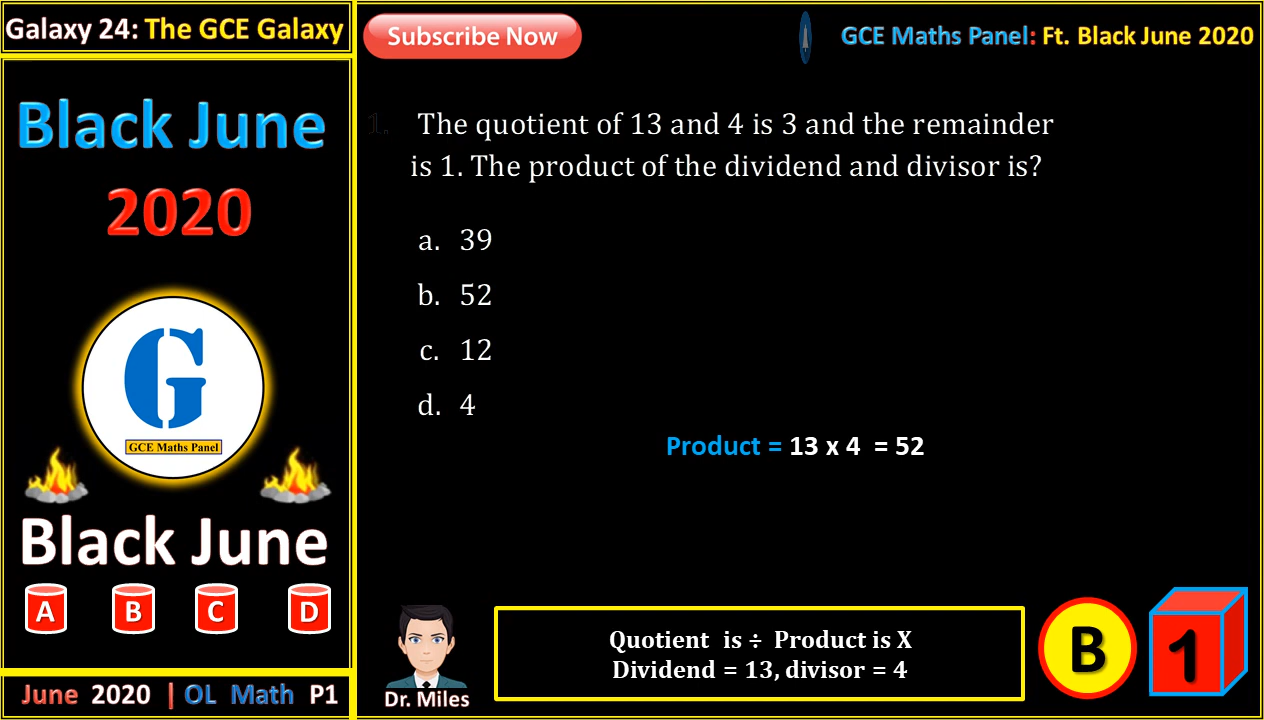 Galaxy 24: The GCE Galaxy
Subscribe Now
GCE Maths Panel: Ft. Black June 2020
Black June
2020
G
GCE Maths Panel
Black June
A B C D
June 2020 | OL Math P1
1. The quotient of 13 and 4 is 3 and the remainder
is 1. The product of the dividend and divisor is?
a. 39
b. 52
c. 12
d. 4
Product = 13 x 4 = 52
Dr. Miles
Quotient is ÷ Product is X
Dividend = 13, divisor = 4
B
1